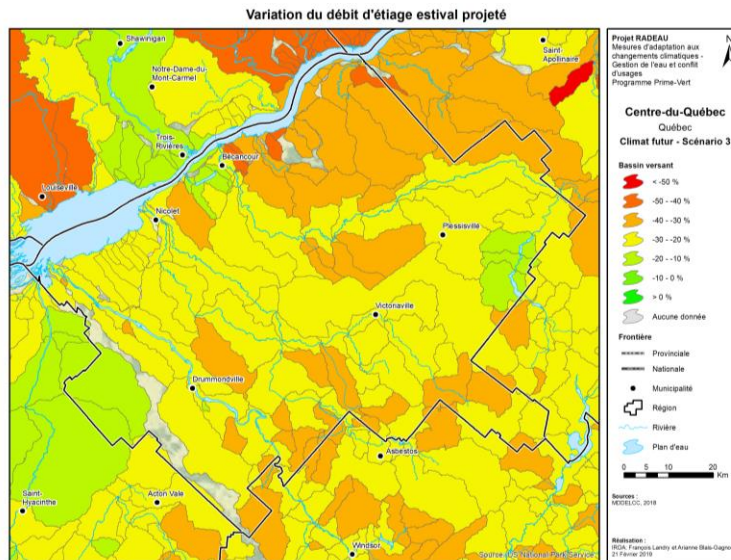 Variation du débit d'étiage estival projeté
Shawinigan
Notre-Dame-du-
Mont-Carmel
Trois-
Rivières
Bécancour
Louiseville
Nicolet
Saint-
Apollinaire
Plessisville
Victoriaville
Drummondville
Asbestos
Saint-
Hyacinthe
Acton Vale
Windsor
Source: US National Park Service
Projet RADEAU
Mesures d'adaptation aux
changements climatiques -
Gestion de l'eau et conflit
d'usages
Programme Prime-Vert
N
Centre-du-Québec
Québec
Climat futur - Scénario 3
Bassin versant
< -50 %
-50 - -40 %
-40 - -30 %
-30 - -20 %
-20 - -10 %
-10 - 0 %
> 0 %
Aucune donnée
Frontière
Provinciale
Nationale
Municipalité
Région
Rivière
Plan d'eau
0 5 10 20
Km
Sources :
MDDELCC, 2018
Réalisation :
IRDA, François Landry et Arianne Blais-Gagnon
21 Février 2019